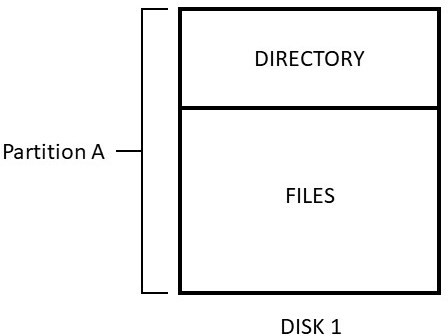 DIRECTORY
Partition A
FILES
DISK 1